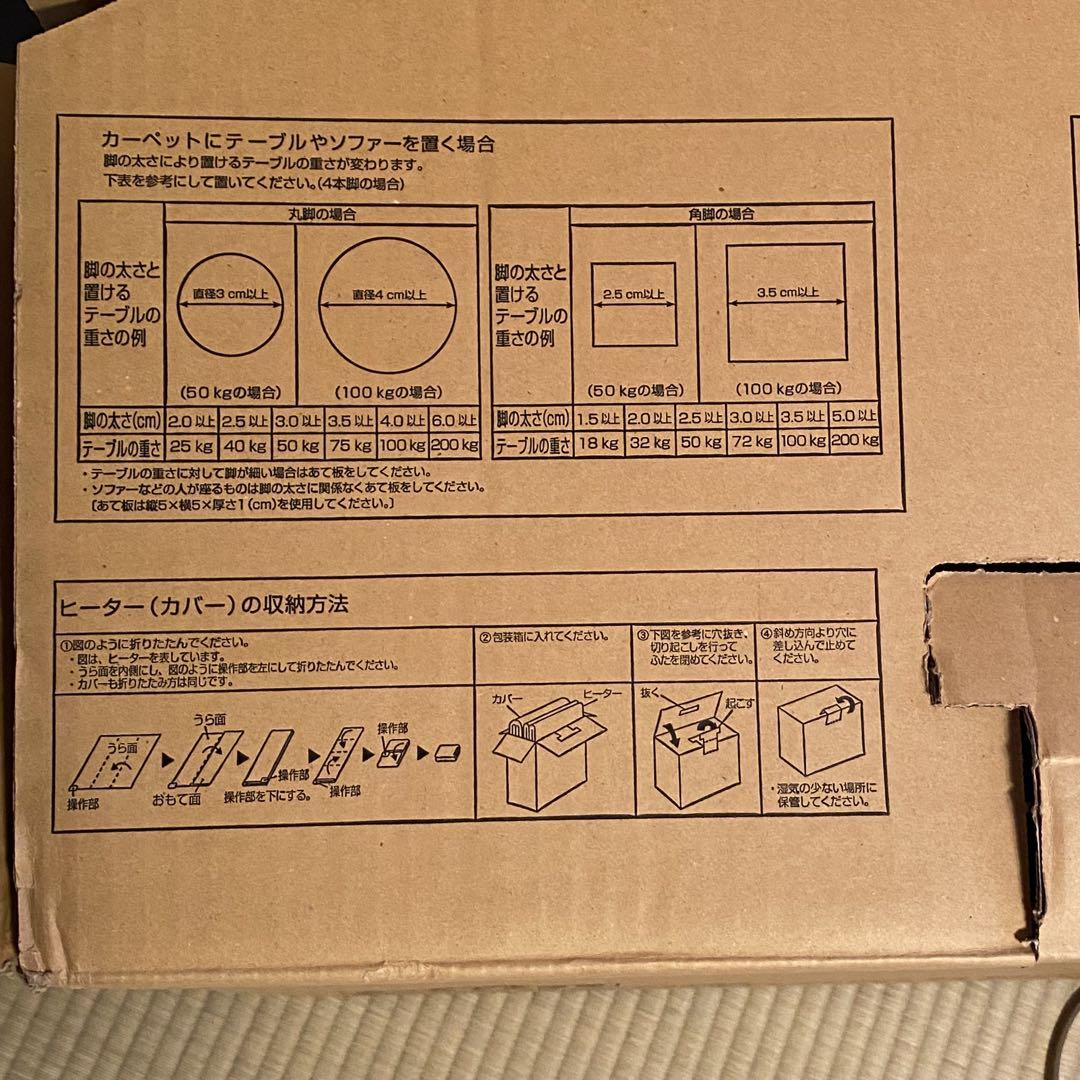 カーペットにテーブルやソファーを置く場合
脚の太さにより置けるテーブルの重さが変わります。
下表を参考にして置いてください。(4本脚の場合)
丸脚の場合
脚の太さと
置ける
テーブルの
重さの例
直径3 cm以上
直径4 cm以上
(50 kgの場合)
(100 kgの場合)
脚の太さ(cm) 2.0 以上 2.5 以上 3.0 以上 3.5 以上 4.0 以上 6.0 以上
テーブルの重さ 25 kg 40 kg 50 kg 75 kg 100 kg 200 kg
角脚の場合
脚の太さと
置ける
テーブルの
重さの例
2.5 cm以上
3.5 cm以上
(50 kgの場合)
(100 kgの場合)
脚の太さ(cm) 1.5 以上 2.0 以上 2.5 以上 3.0 以上 3.5 以上 5.0 以上
テーブルの重さ 18 kg 32 kg 50 kg 72 kg 100 kg 200 kg
・テーブルの重さに対して脚が細い場合はあて板をしてください。
・ソファーなどの人が座るものは脚の太さに関係なくあて板をしてください。
〔あて板は縦5×横5×厚さ1(cm)を使用してください。〕
ヒーター(カバー)の収納方法
①図のように折りたたんでください。
・図は、ヒーターを表しています。
・うら面を内側にし、図のように操作部を左にして折りたたんでください。
・カバーも折りたたみ方は同じです。
うら面
操作部
うら面
おもて面
操作部
操作部を下にする。
操作部
操作部
②包装箱に入れてください。
カバー
ヒーター
③下図を参考に穴抜き、
切り起こしを行って
ふたを閉めてください。
抜く
起こす
④斜め方向より穴に
差し込んで止めて
ください。
・湿気の少ない場所に
保管してください。